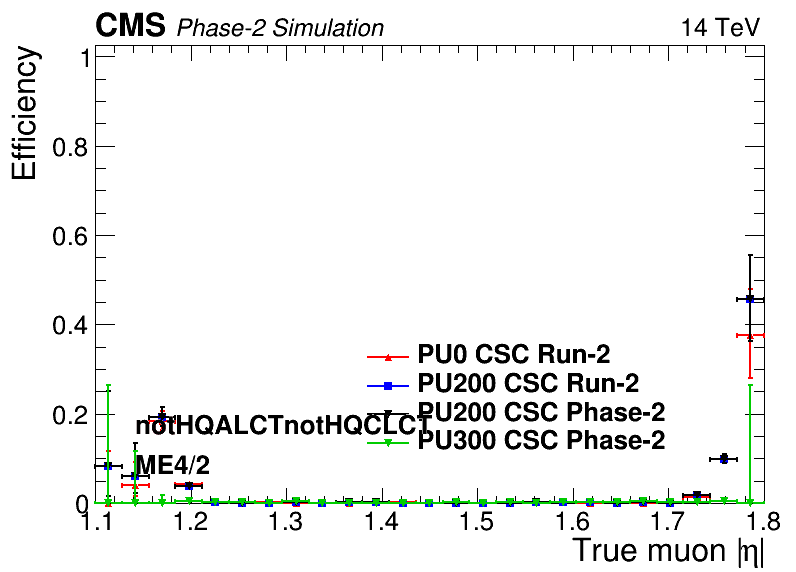 CMS Phase-2 Simulation 14 TeV
Efficiency
1
0.8
0.6
0.4
0.2
0
PU0 CSC Run-2
PU200 CSC Run-2
PU200 CSC Phase-2
notHQALCTnotHQCLCT
PU300 CSC Phase-2
ME4/2
1.1 1.2 1.3 1.4 1.5 1.6 1.7 1.8
True muon |η|